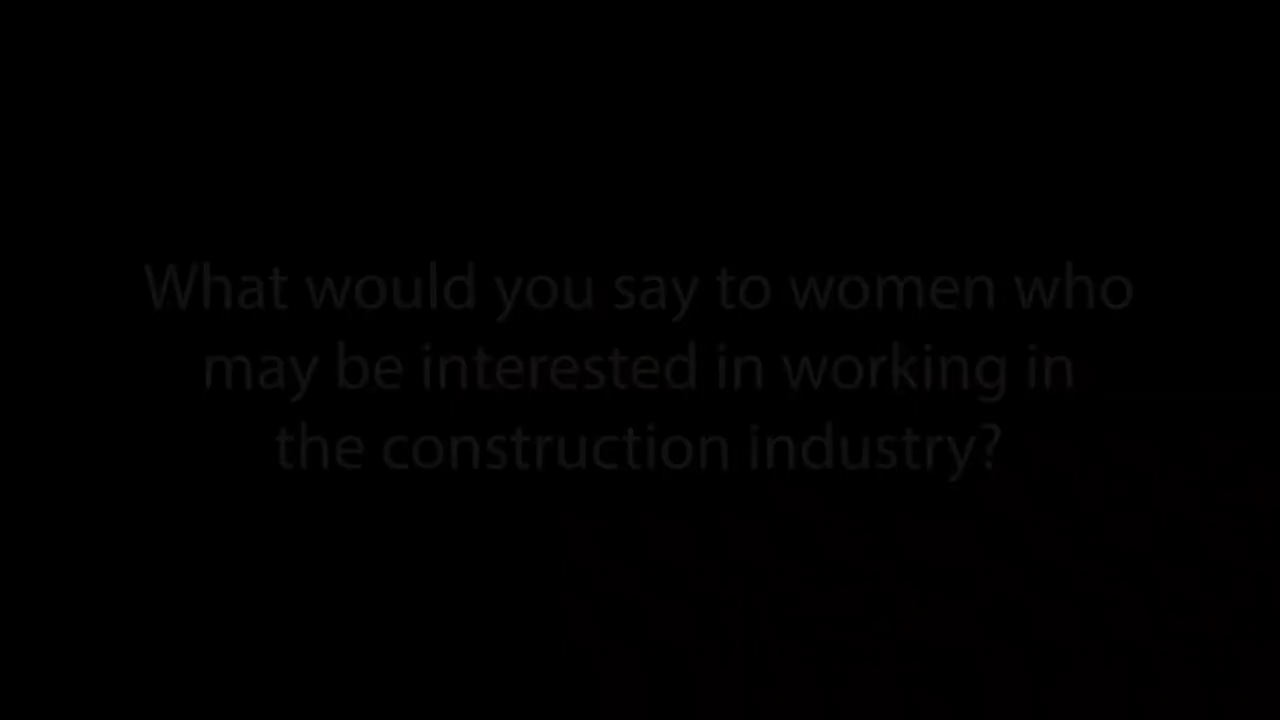 What would you say to women who
may be interested in working in
the construction industry?